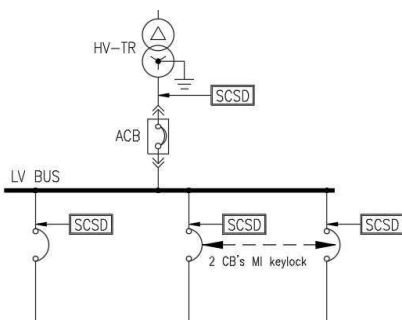 HV-TR
SCSD
ACB
LV BUS
SCSD
SCSD
SCSD
2 CB's MI keylock